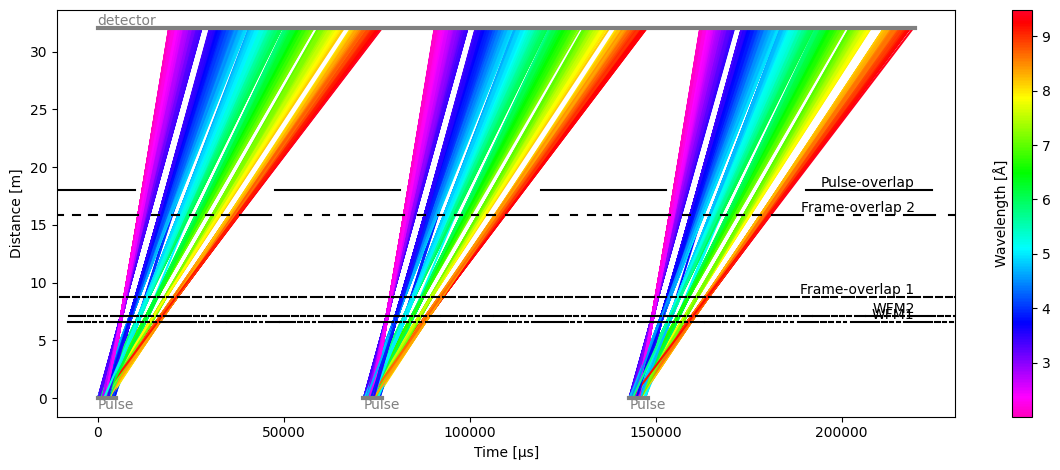 detector
Pulse-overlap
Frame-overlap 2
Frame-overlap 1
WFM2
WFM1
Pulse Pulse Pulse
30
25
20
15
10
5
0
Distance [m]
0 50000 100000 150000 200000
Time [µs]
9
8
7
6
5
4
3
Wavelength [Å]